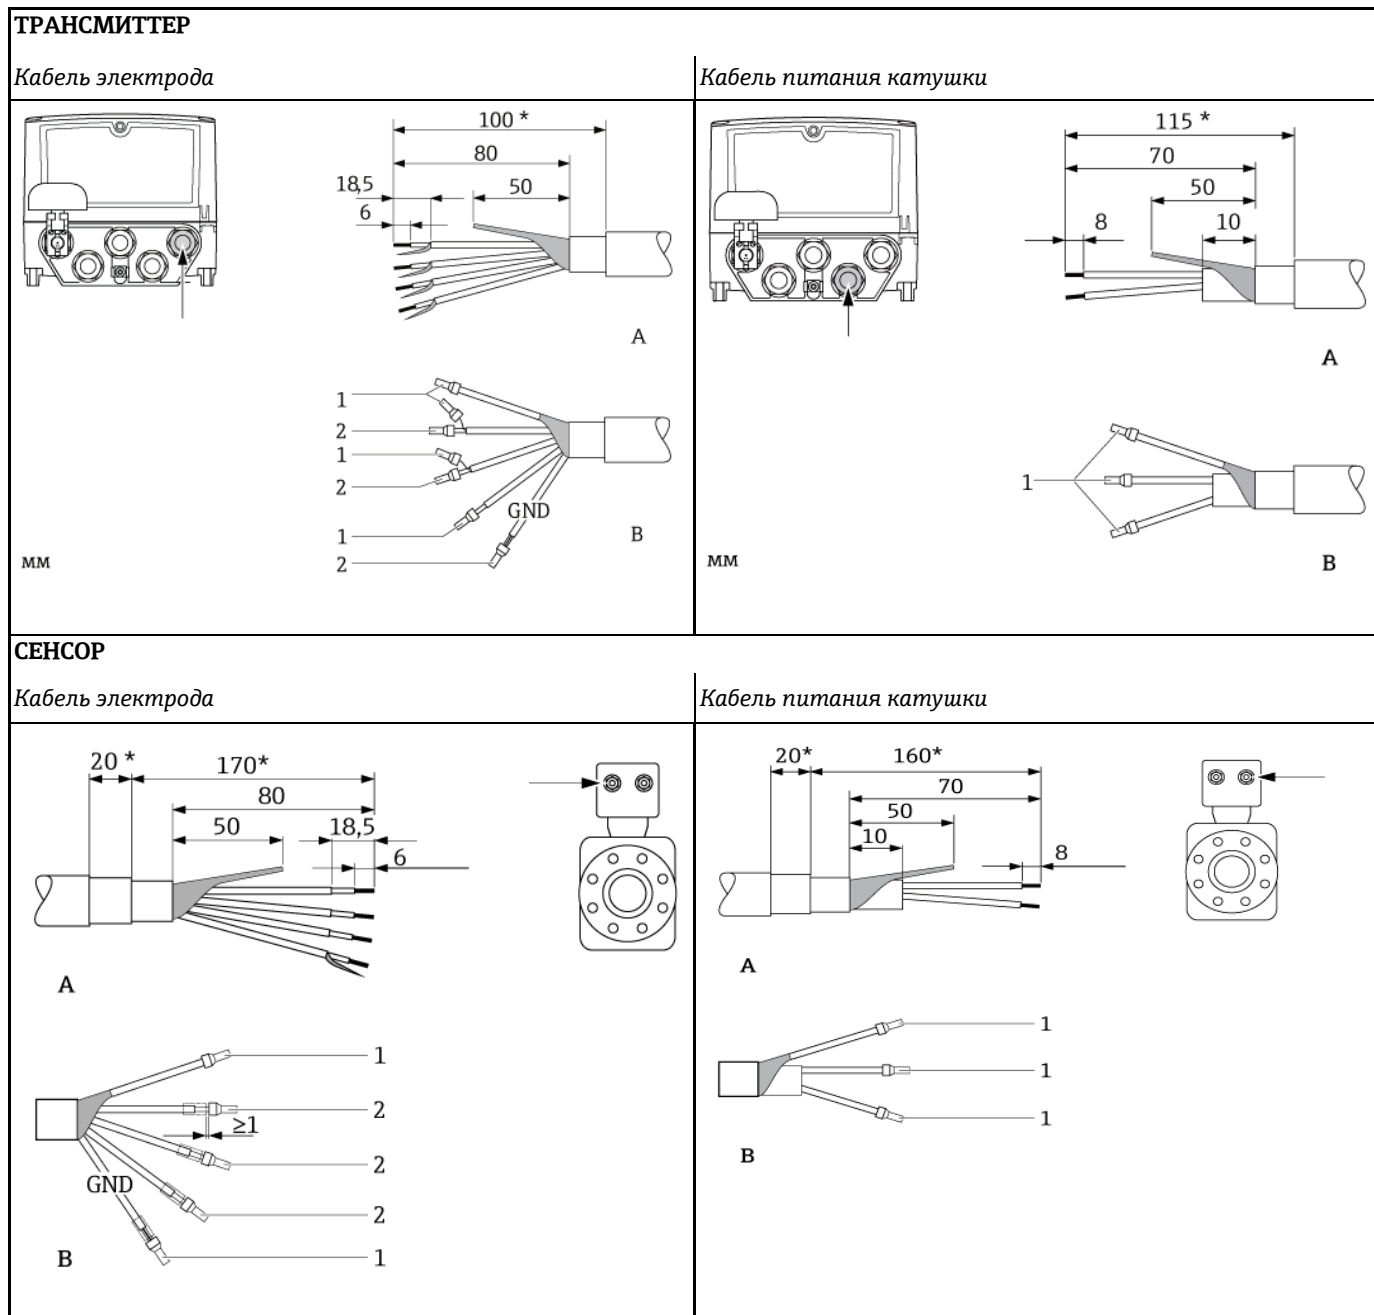 ТРАНСМИТТЕР
Кабель электрода
Кабель питания катушки
100 *
80
18,5
50
6
A
1
2
1
2
GND
1
B
2
мм
115 *
70
50
8
10
A
1
B
мм
СЕНСОР
Кабель электрода
Кабель питания катушки
20 *
170*
80
50
18,5
6
A
1
2
≥1
2
GND
2
B
1
20*
160*
70
50
10
8
A
1
1
1
B